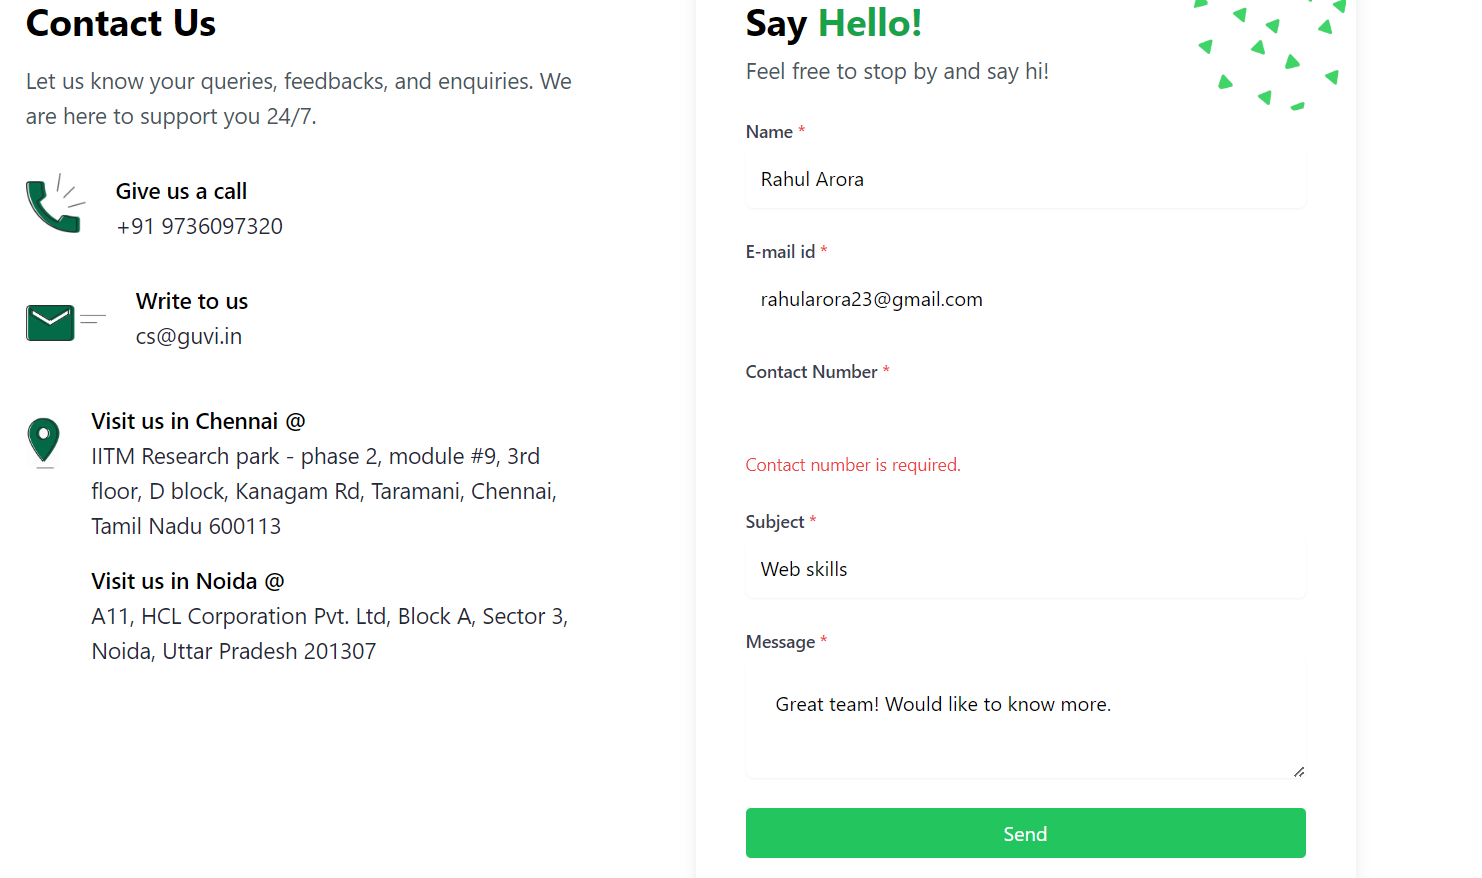 Contact Us
Let us know your queries, feedbacks, and enquiries. We
are here to support you 24/7.
Give us a call
+91 9736097320
Write to us
cs@guvi.in
Visit us in Chennai @
IITM Research park - phase 2, module #9, 3rd
floor, D block, Kanagam Rd, Taramani, Chennai,
Tamil Nadu 600113
Visit us in Noida @
A11, HCL Corporation Pvt. Ltd, Block A, Sector 3,
Noida, Uttar Pradesh 201307
Say Hello!
Feel free to stop by and say hi!
Name *
Rahul Arora
E-mail id *
rahularora23@gmail.com
Contact Number *
Contact number is required.
Subject *
Web skills
Message *
Great team! Would like to know more.
Send